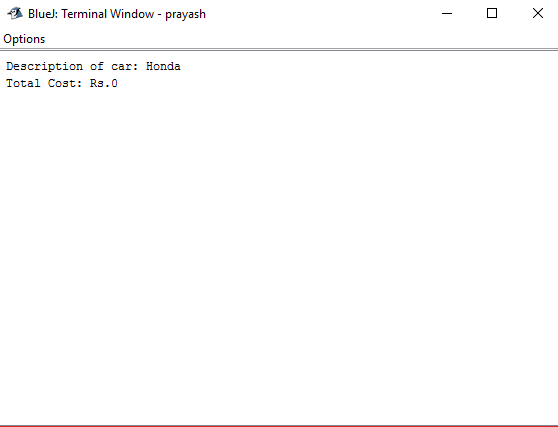 BlueJ: Terminal Window - prayash
Options
Description of car: Honda
Total Cost: Rs.0